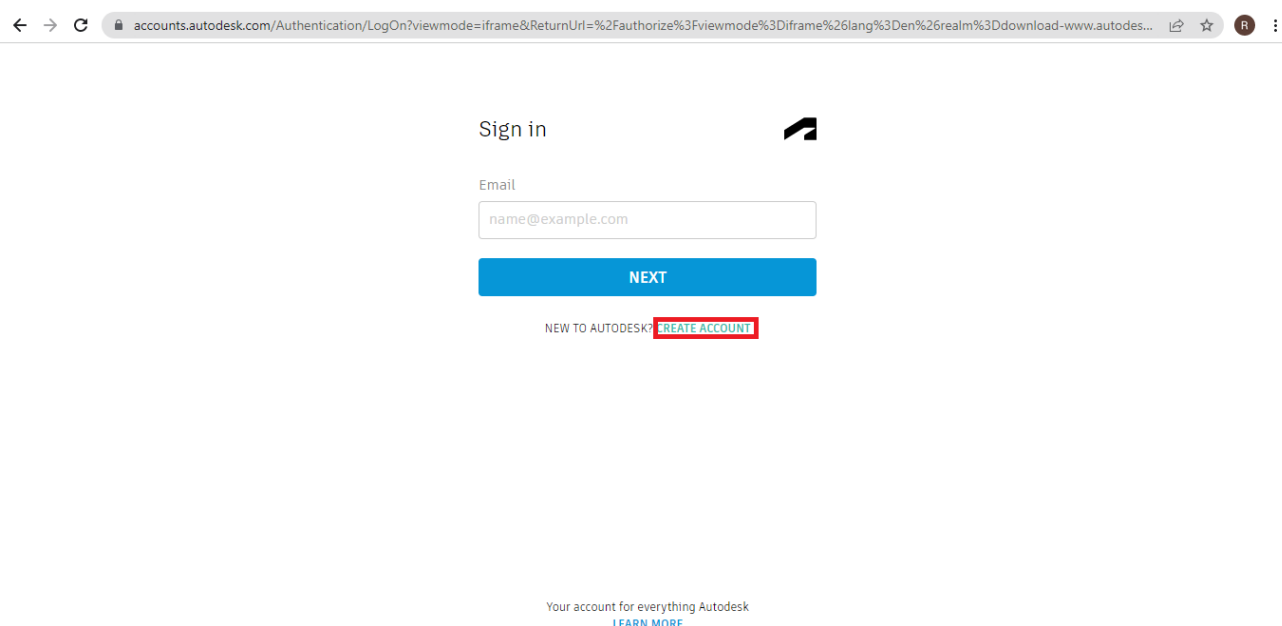 accounts.autodesk.com/Authentication/LogOn?viewmode=iframe&ReturnUrl=%2Fauthorize%3Fviewmode%3Diframe%26lang%3Den%26realm%3Ddownload-www.autodes...
R
Sign in
Email
name@example.com
NEXT
NEW TO AUTODESK? CREATE ACCOUNT
Your account for everything Autodesk
LEARN MORE